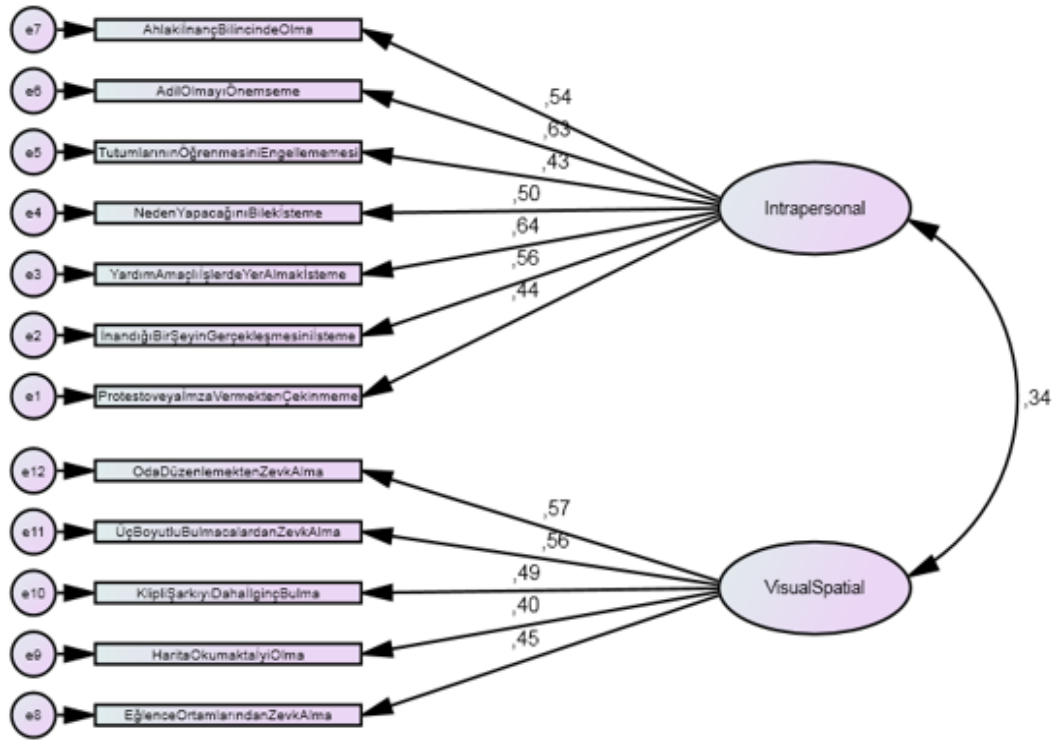 e7 AhlakiİnançBilincindeOlma
,54
e6 AdilOlmayıÖnemseme
,63
e5 TutumlarınınÖğrenmesiniEngellememesi
,43
e4 NedenYapacağınıBilekİsteme
,50
Intrapersonal
e3 YardımAmaçlıİşlerdeYerAlmakİsteme
,64
e2 İnandığıBirŞeyinGerçekleşmesiniİsteme
,56
e1 ProtestoveyaİmzaVermektenÇekinmeme
,44
,34
e12 OdaDüzenlemektenZevkAlma
,57
e11 ÜçBoyutluBulmacalardanZevkAlma
,56
e10 KlipliŞarkıyıDahaİlginçBulma
,49
VisualSpatial
e9 HaritaOkumaktaİyiOlma
,40
e8 EğlenceOrtamlarındanZevkAlma
,45